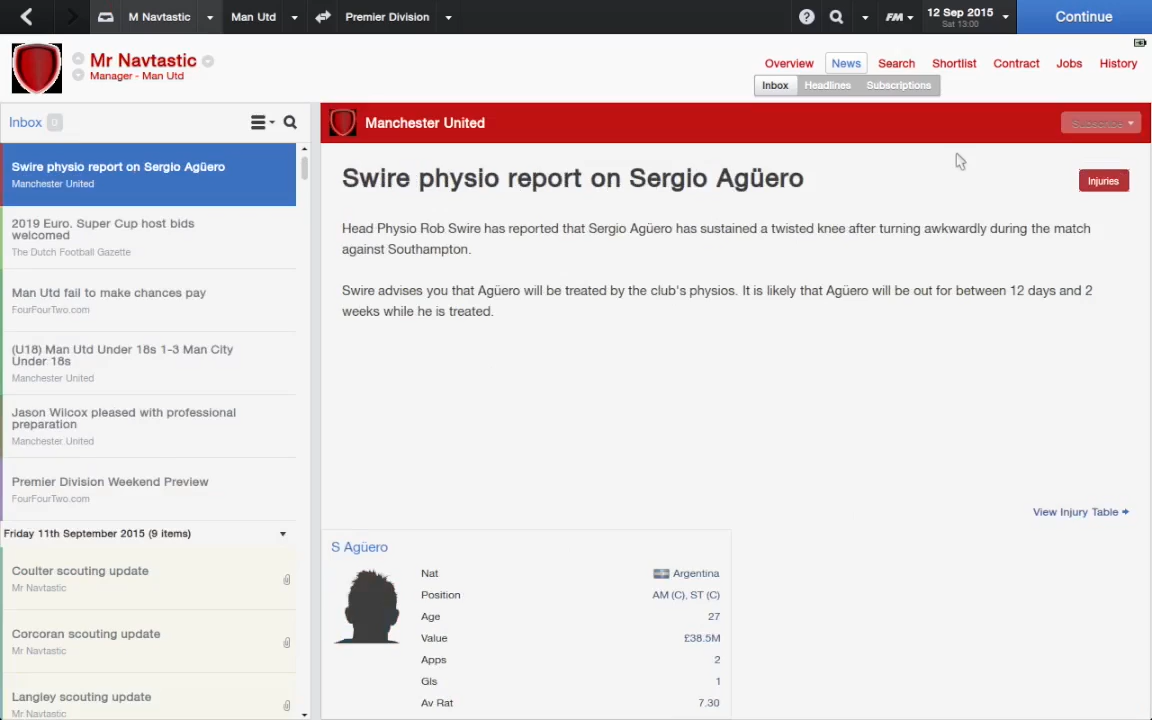 M Navtastic
Man Utd
Premier Division
FM
12 Sep 2015
Sat 13:00
Continue
Mr Navtastic
Manager - Man Utd
Overview
News
Search
Shortlist
Contract
Jobs
History
Inbox
Headlines
Subscriptions
Inbox 0
Manchester United
Subscribe
Swire physio report on Sergio Agüero
Manchester United
2019 Euro. Super Cup host bids
welcomed
The Dutch Football Gazette
Man Utd fail to make chances pay
FourFourTwo.com
(U18) Man Utd Under 18s 1-3 Man City
Under 18s
Manchester United
Jason Wilcox pleased with professional
preparation
Manchester United
Premier Division Weekend Preview
FourFourTwo.com
Friday 11th September 2015 (9 items)
Coulter scouting update
Mr Navtastic
Corcoran scouting update
Mr Navtastic
Langley scouting update
Mr Navtastic
Swire physio report on Sergio Agüero
Injuries
Head Physio Rob Swire has reported that Sergio Agüero has sustained a twisted knee after turning awkwardly during the match
against Southampton.
Swire advises you that Agüero will be treated by the club's physios. It is likely that Agüero will be out for between 12 days and 2
weeks while he is treated.
View Injury Table
S Agüero
Nat Argentina
Position AM (C), ST (C)
Age 27
Value £38.5M
Apps 2
Gls 1
Av Rat 7.30